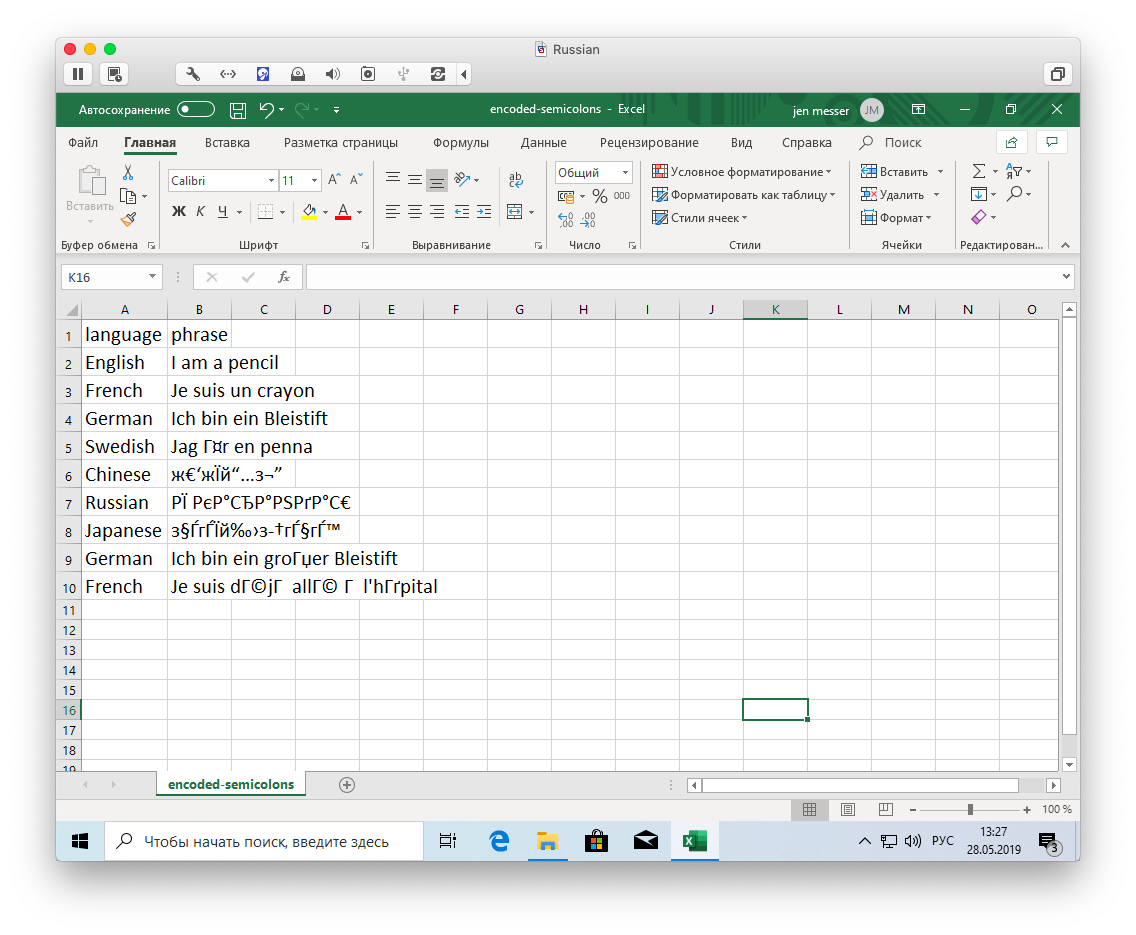 Russian
Автосохранение
encoded-semicolons - Excel
jen messer JM
Файл Главная Вставка Разметка страницы Формулы Данные Рецензирование Вид Справка Поиск
Вставить
Calibri 11
Ж К Ч
Общий
% 000
Условное форматирование
Форматировать как таблицу
Стили ячеек
Вставить
Удалить
Формат
Буфер обмена Шрифт Выравнивание Число Стили Ячейки Редактирован...
K16 fx
A B C D E F G H I J K L M N O
1 language phrase
2 English I am a pencil
3 French Je suis un crayon
4 German Ich bin ein Bleistift
5 Swedish Jag Г¤r en penna
6 Chinese ж€‘жЇй“…з¬”
7 Russian РЇ РєР°СЂР°РЅРґР°С€
8 Japanese з§ЃгЃЇй‰›з­†гЃ§гЃ™
9 German Ich bin ein groГџer Bleistift
10 French Je suis dГ©jГ  allГ© Г  l'hГґpital
11
12
13
14
15
16
17
18
19
encoded-semicolons
100 %
Чтобы начать поиск, введите здесь
РУС
13:27
28.05.2019
3